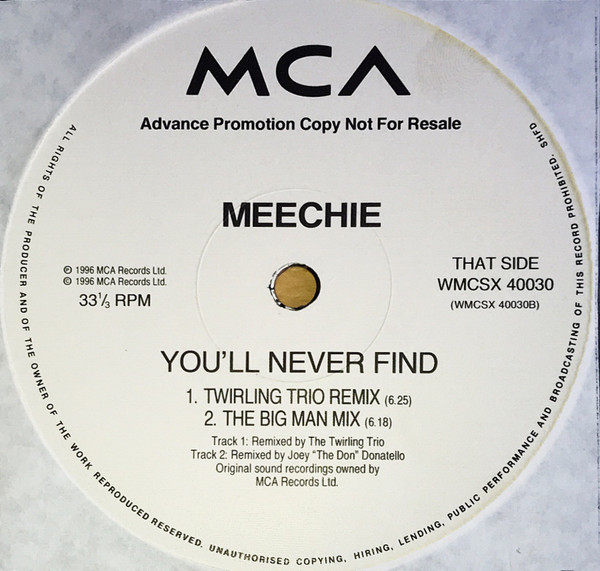 MCA
Advance Promotion Copy Not For Resale
MEECHIE
℗ 1996 MCA Records Ltd.
© 1996 MCA Records Ltd.
33⅓ RPM
THAT SIDE
WMCSX 40030
(WMCSX 40030B)
YOU'LL NEVER FIND
1. TWIRLING TRIO REMIX (6.25)
2. THE BIG MAN MIX (6.18)
Track 1: Remixed by The Twirling Trio
Track 2: Remixed by Joey "The Don" Donatello
Original sound recordings owned by
MCA Records Ltd.
ALL RIGHTS OF THE PRODUCER AND OF THE OWNER OF THE WORK REPRODUCED RESERVED. UNAUTHORISED COPYING, HIRING, LENDING, PUBLIC PERFORMANCE AND BROADCASTING OF THIS RECORD PROHIBITED. SHFD